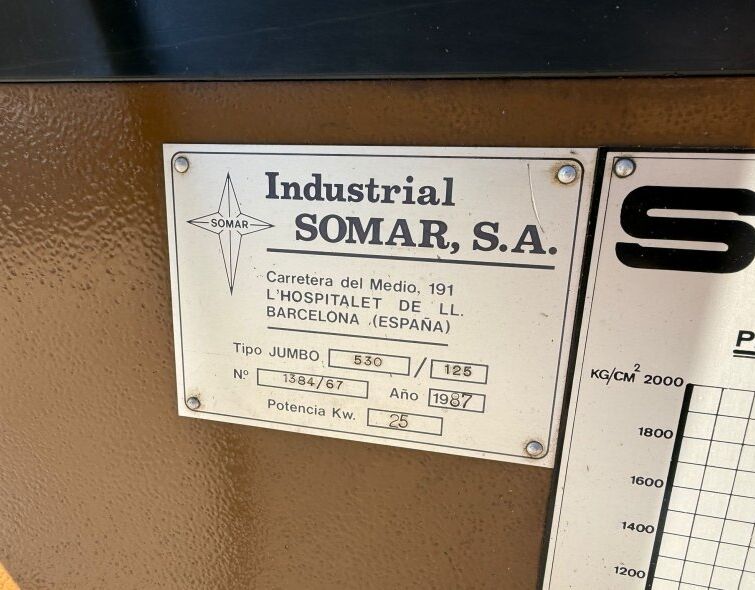 SOMAR
Industrial
SOMAR, S.A.
Carretera del Medio, 191
L'HOSPITALET DE LL.
BARCELONA (ESPAÑA)
Tipo JUMBO 530 / 125
Nº 1384/67 Año 1987
Potencia Kw. 25
S
P
KG/CM² 2000
1800
1600
1400
1200